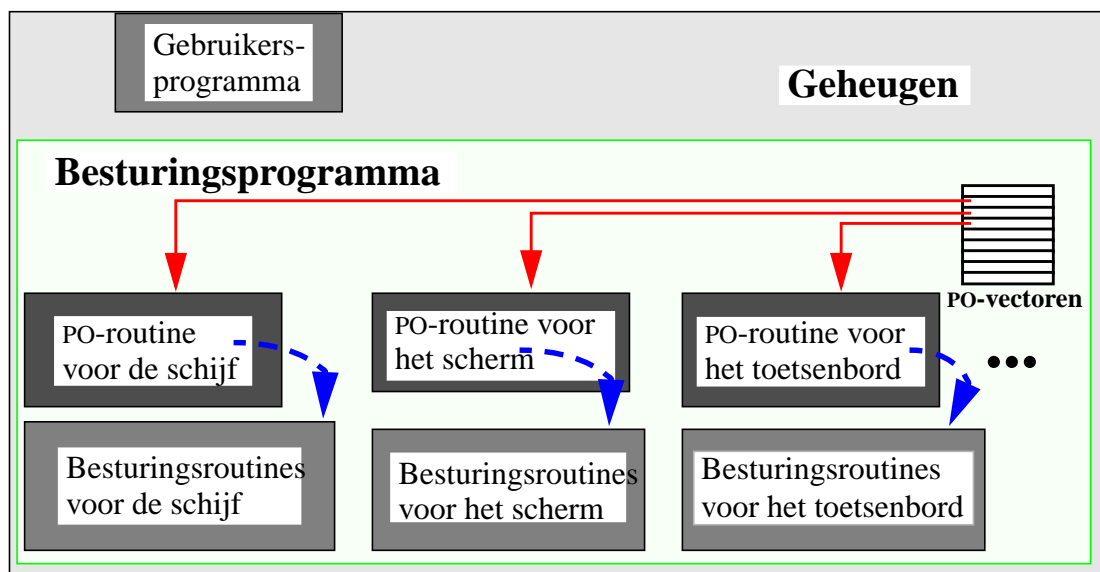 Gebruikers-
programma
Geheugen
Besturingsprogramma
PO-vectoren
PO-routine
voor de schijf
PO-routine voor
het scherm
PO-routine voor
het toetsenbord
•••
Besturingsroutines
voor de schijf
Besturingsroutines
voor het scherm
Besturingsroutines
voor het toetsenbord